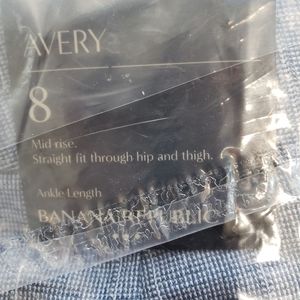 AVERY
8
Mid rise.
Straight fit through hip and thigh.
Ankle Length
BANANA REPUBLIC